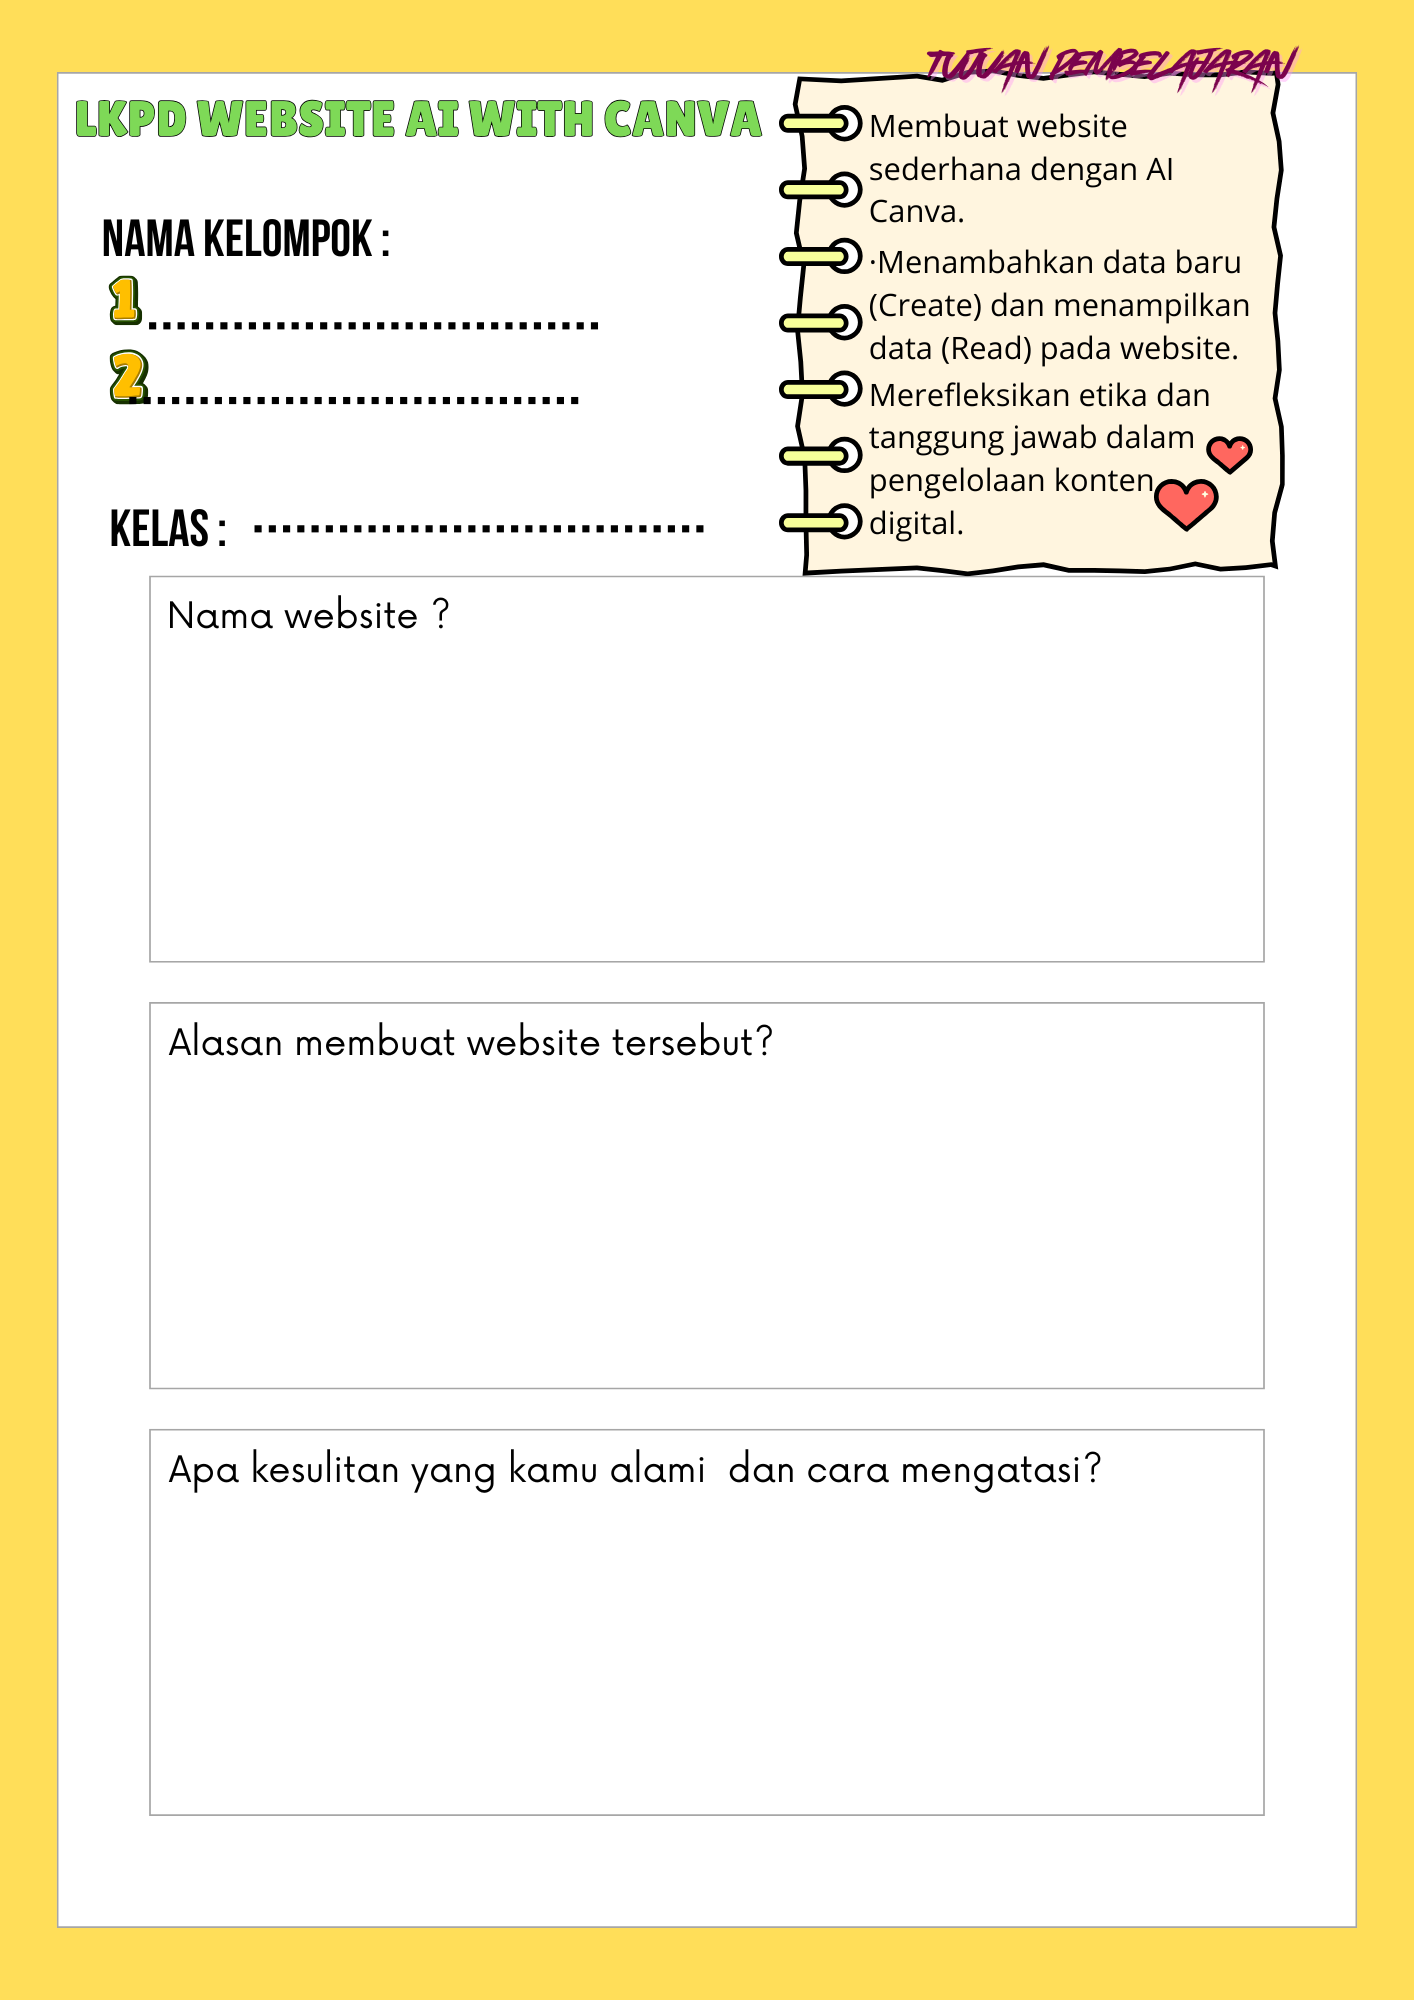 TUJUAN PEMBELAJARAN
LKPD WEBSITE AI WITH CANVA
Membuat website
sederhana dengan AI
Canva.
·Menambahkan data baru
(Create) dan menampilkan
data (Read) pada website.
Merefleksikan etika dan
tanggung jawab dalam
pengelolaan konten
digital.
NAMA KELOMPOK :
1 ................................
2 ................................
KELAS : ................................
Nama website ?
Alasan membuat website tersebut?
Apa kesulitan yang kamu alami  dan cara mengatasi?